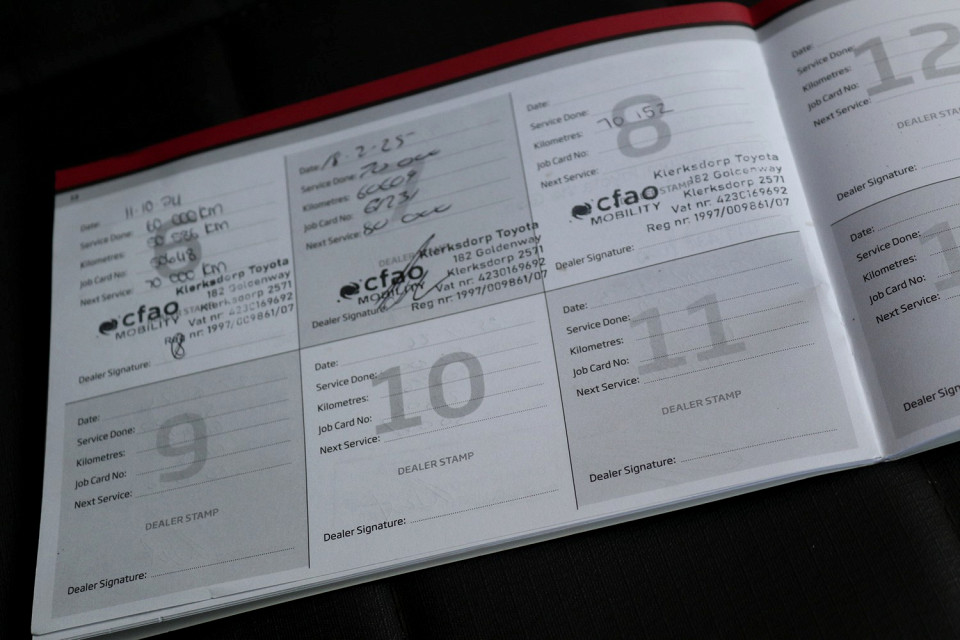 Date: 11.10.24
Service Done: 60 000 km
Kilometres: km
Job Card No:
Next Service: 70 000 km
cfao
MOBILITY
Klerksdorp Toyota
182 Goldenway
Klerksdorp 2571
Vat nr: 4230169692
Reg nr: 1997/009861/07
Dealer Signature:
Date: 18-2-25
Service Done: 70 000
Kilometres:
Job Card No:
Next Service: 80 000
cfao
MOBILITY
Klerksdorp Toyota
182 Goldenway
Klerksdorp 2571
Vat nr: 4230169692
Reg nr: 1997/009861/07
Dealer Signature:
8
Date:
Service Done:
Kilometres: 70 152
Job Card No:
Next Service:
STAMP
cfao
MOBILITY
Klerksdorp Toyota
182 Goldenway
Klerksdorp 2571
Vat nr: 4230169692
Reg nr: 1997/009861/07
Dealer Signature:
9
Date:
Service Done:
Kilometres:
Job Card No:
Next Service:
DEALER STAMP
Dealer Signature:
10
Date:
Service Done:
Kilometres:
Job Card No:
Next Service:
DEALER STAMP
Dealer Signature:
11
Date:
Service Done:
Kilometres:
Job Card No:
Next Service:
DEALER STAMP
Dealer Signature:
12
Date:
Service Done:
Kilometres:
Job Card No:
Next Service:
DEALER STAMP
Dealer Signature:
Date:
Service Done:
Kilometres:
Job Card No:
Next Service:
Dealer